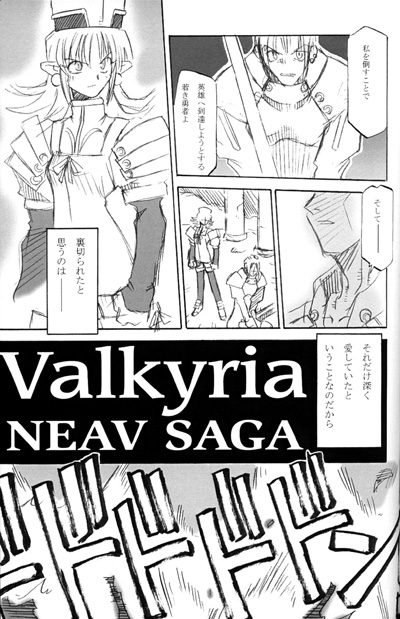 私を倒すことで
英雄へ到達しようとする
若き勇者よ
そして――
裏切られたと
思うのは――
それだけ深く
愛していたと
いうことなのだから
Valkyria
NEAV SAGA
ドドドドン